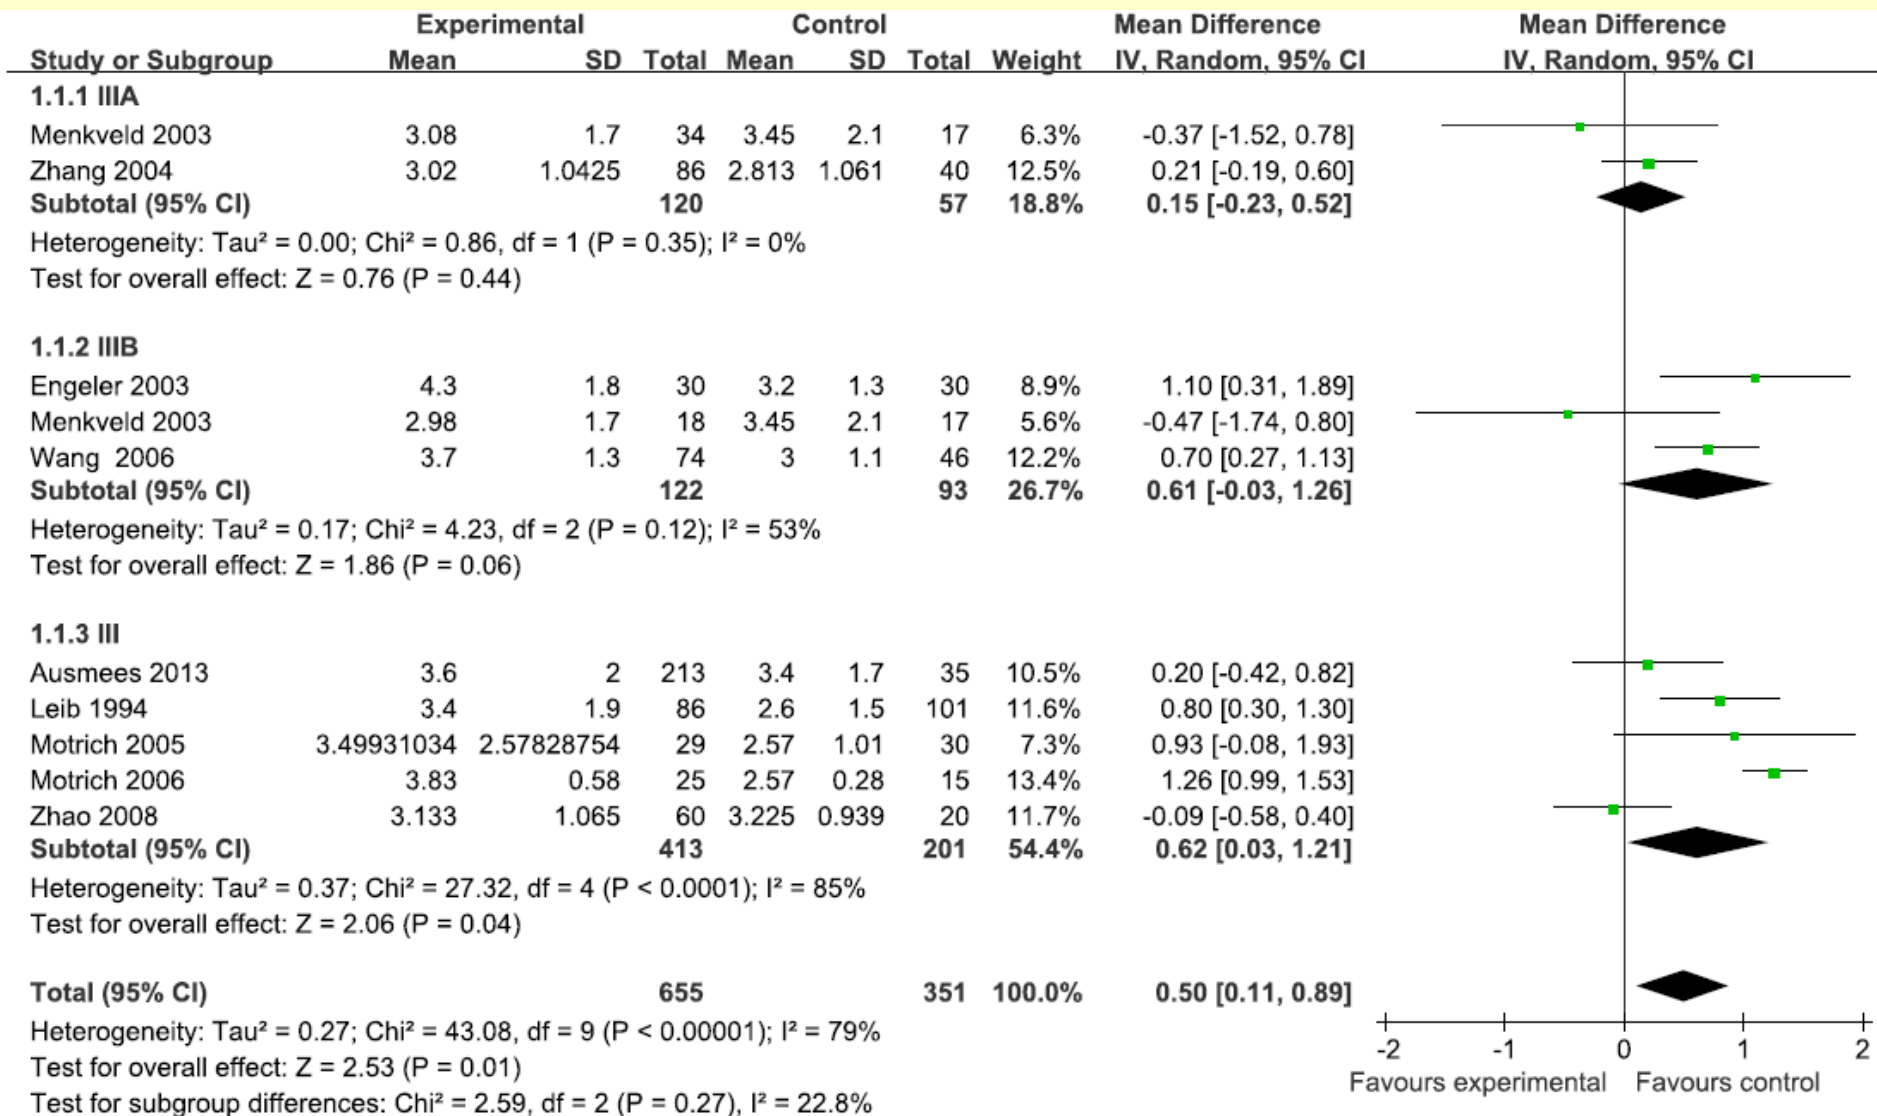 Experimental Control Mean Difference Mean Difference
Study or Subgroup Mean SD Total Mean SD Total Weight IV, Random, 95% CI IV, Random, 95% CI
1.1.1 IIIA
Menkveld 2003 3.08 1.7 34 3.45 2.1 17 6.3% -0.37 [-1.52, 0.78]
Zhang 2004 3.02 1.0425 86 2.813 1.061 40 12.5% 0.21 [-0.19, 0.60]
Subtotal (95% CI) 120 57 18.8% 0.15 [-0.23, 0.52]
Heterogeneity: Tau² = 0.00; Chi² = 0.86, df = 1 (P = 0.35); I² = 0%
Test for overall effect: Z = 0.76 (P = 0.44)
1.1.2 IIIB
Engeler 2003 4.3 1.8 30 3.2 1.3 30 8.9% 1.10 [0.31, 1.89]
Menkveld 2003 2.98 1.7 18 3.45 2.1 17 5.6% -0.47 [-1.74, 0.80]
Wang 2006 3.7 1.3 74 3 1.1 46 12.2% 0.70 [0.27, 1.13]
Subtotal (95% CI) 122 93 26.7% 0.61 [-0.03, 1.26]
Heterogeneity: Tau² = 0.17; Chi² = 4.23, df = 2 (P = 0.12); I² = 53%
Test for overall effect: Z = 1.86 (P = 0.06)
1.1.3 III
Ausmees 2013 3.6 2 213 3.4 1.7 35 10.5% 0.20 [-0.42, 0.82]
Leib 1994 3.4 1.9 86 2.6 1.5 101 11.6% 0.80 [0.30, 1.30]
Motrich 2005 3.49931034 2.57828754 29 2.57 1.01 30 7.3% 0.93 [-0.08, 1.93]
Motrich 2006 3.83 0.58 25 2.57 0.28 15 13.4% 1.26 [0.99, 1.53]
Zhao 2008 3.133 1.065 60 3.225 0.939 20 11.7% -0.09 [-0.58, 0.40]
Subtotal (95% CI) 413 201 54.4% 0.62 [0.03, 1.21]
Heterogeneity: Tau² = 0.37; Chi² = 27.32, df = 4 (P < 0.0001); I² = 85%
Test for overall effect: Z = 2.06 (P = 0.04)
Total (95% CI) 655 351 100.0% 0.50 [0.11, 0.89]
Heterogeneity: Tau² = 0.27; Chi² = 43.08, df = 9 (P < 0.00001); I² = 79%
Test for overall effect: Z = 2.53 (P = 0.01)
Test for subgroup differences: Chi² = 2.59, df = 2 (P = 0.27), I² = 22.8%
-2 -1 0 1 2
Favours experimental Favours control